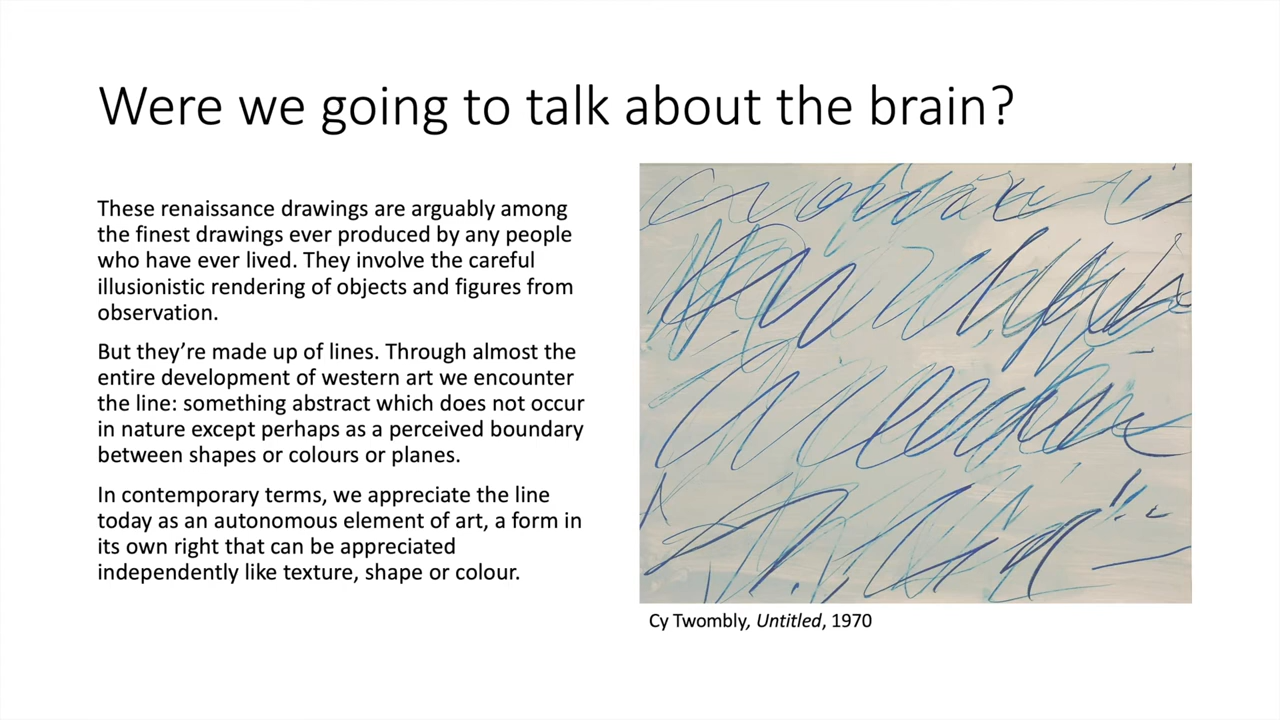 Were we going to talk about the brain?
These renaissance drawings are arguably among
the finest drawings ever produced by any people
who have ever lived. They involve the careful
illusionistic rendering of objects and figures from
observation.
But they’re made up of lines. Through almost the
entire development of western art we encounter
the line: something abstract which does not occur
in nature except perhaps as a perceived boundary
between shapes or colours or planes.
In contemporary terms, we appreciate the line
today as an autonomous element of art, a form in
its own right that can be appreciated
independently like texture, shape or colour.
Cy Twombly, Untitled, 1970